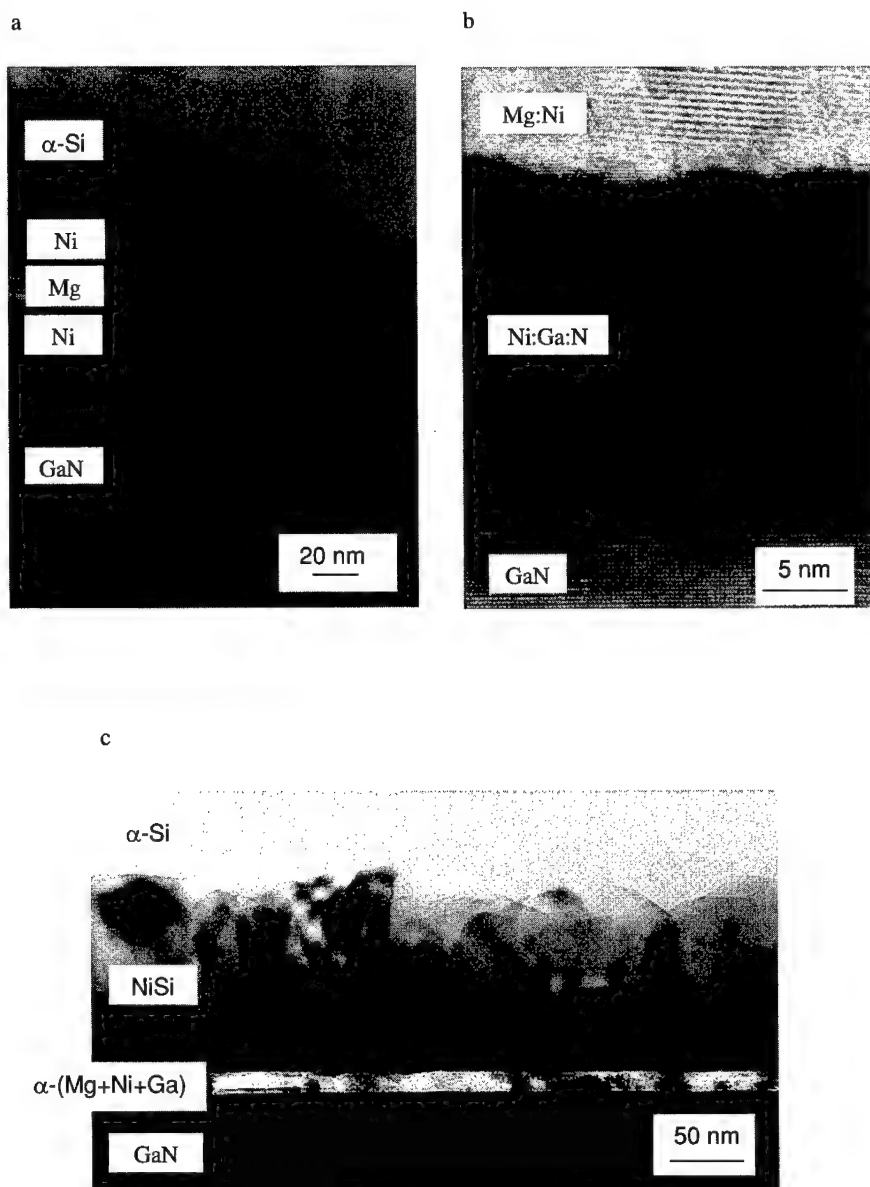 a
α-Si
Ni
Mg
Ni
GaN
20 nm
b
Mg:Ni
Ni:Ga:N
GaN
5 nm
c
α-Si
NiSi
α-(Mg+Ni+Ga)
GaN
50 nm